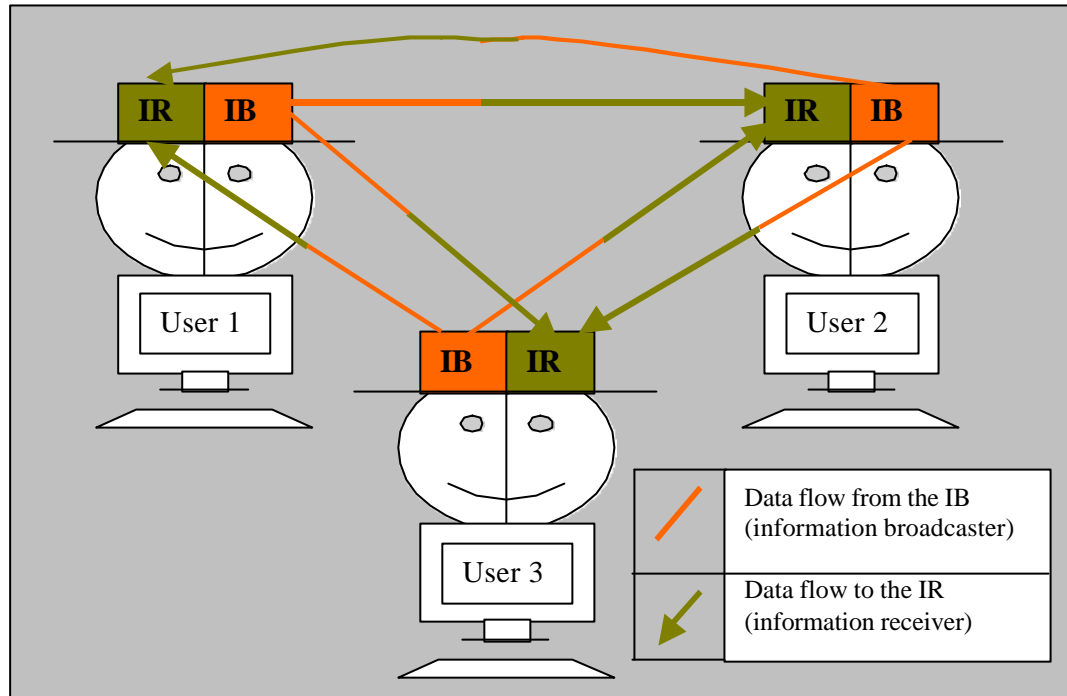 IR IB
IR IB
User 1
User 2
IB IR
User 3
Data flow from the IB
(information broadcaster)
Data flow to the IR
(information receiver)